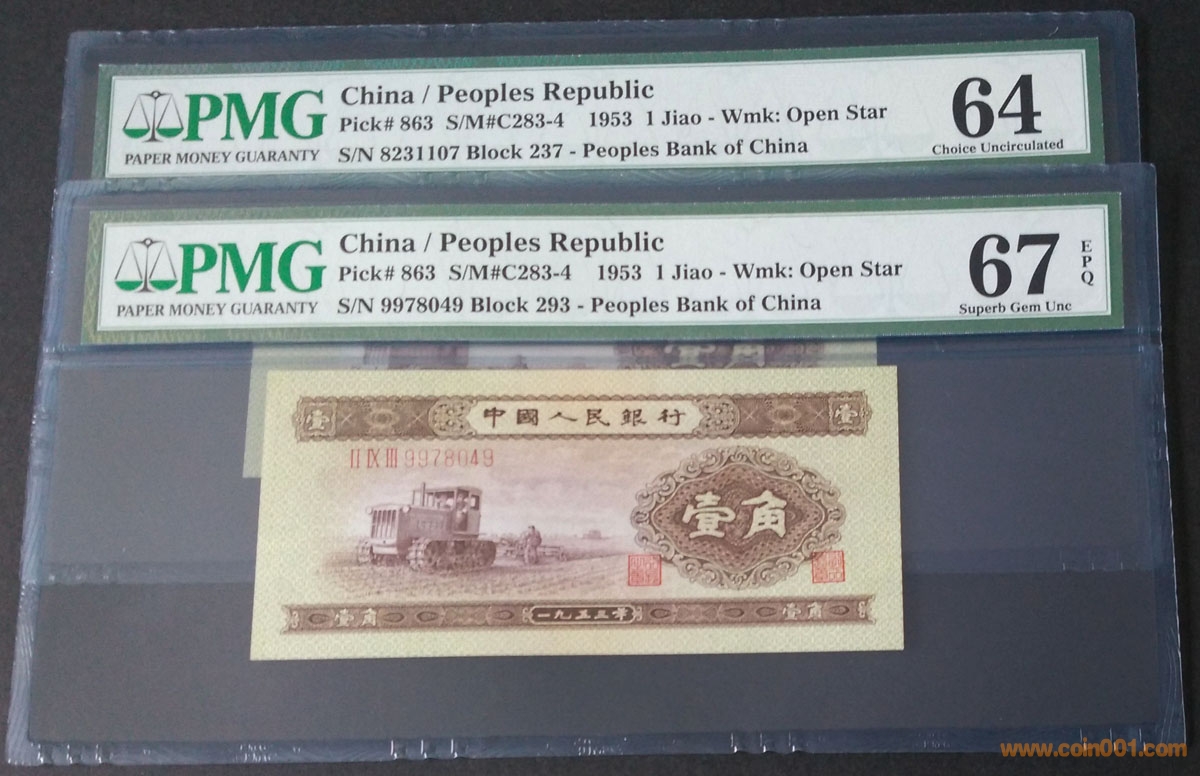 PMG
PAPER MONEY GUARANTY
China / Peoples Republic
Pick# 863 S/M#C283-4 1953 1 Jiao - Wmk: Open Star
S/N 8231107 Block 237 - Peoples Bank of China
64
Choice Uncirculated
PMG
PAPER MONEY GUARANTY
China / Peoples Republic
Pick# 863 S/M#C283-4 1953 1 Jiao - Wmk: Open Star
S/N 9978049 Block 293 - Peoples Bank of China
67
EPQ
Superb Gem Unc
壹角
壹 中國人民銀行 壹
II IX III 9978049
壹角
壹角 一九五三年 壹角
www.coin001.com